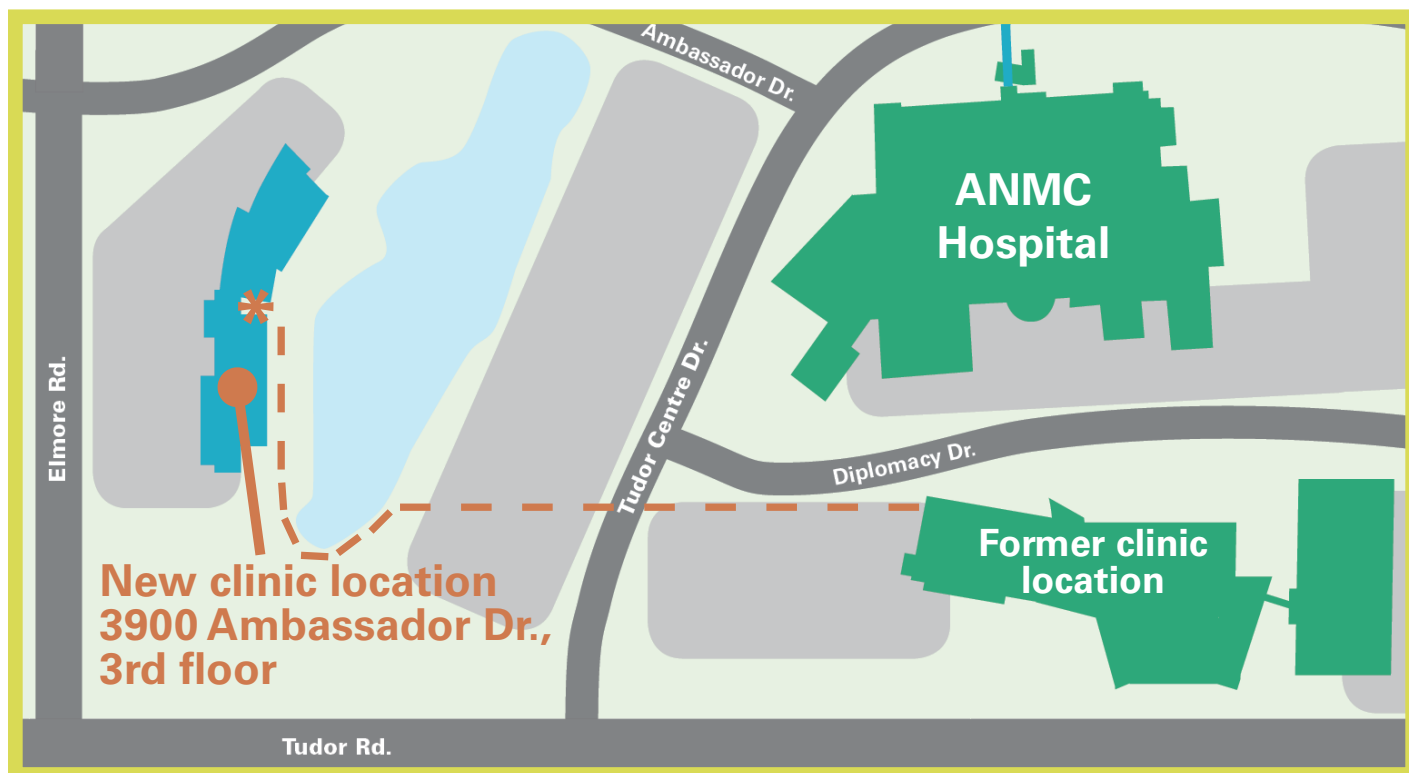 Ambassador Dr.
ANMC
Hospital
Elmore Rd.
Tudor Centre Dr.
Diplomacy Dr.
Former clinic
location
New clinic location
3900 Ambassador Dr.,
3rd floor
Tudor Rd.